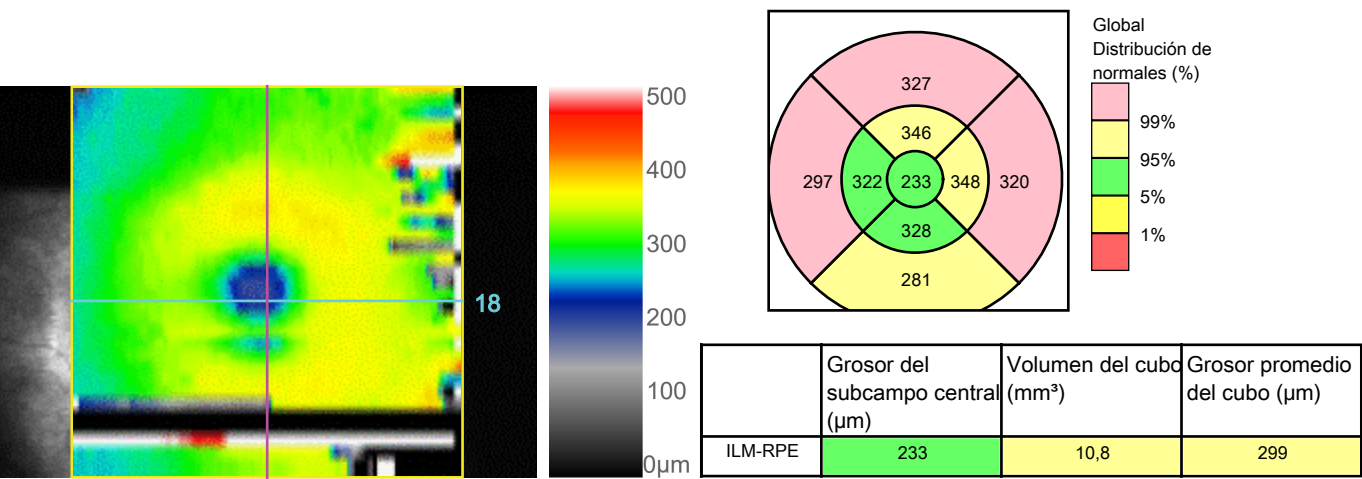 500
400
300
200
100
0µm
18
327
346
297
322
233
348
320
328
281
Global
Distribución de
normales (%)
99%
95%
5%
1%
Grosor del
subcampo central
(µm)
Volumen del cubo
(mm³)
Grosor promedio
del cubo (µm)
ILM-RPE
233
10,8
299